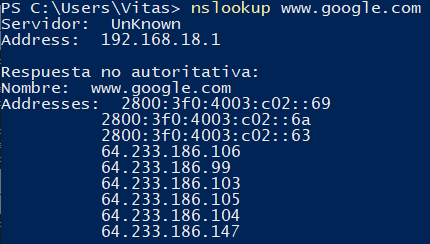 PS C:\Users\Vitas> nslookup www.google.com
Servidor:  UnKnown
Address:  192.168.18.1
Respuesta no autoritativa:
Nombre:  www.google.com
Addresses:  2800:3f0:4003:c02::69
2800:3f0:4003:c02::6a
2800:3f0:4003:c02::63
64.233.186.106
64.233.186.99
64.233.186.103
64.233.186.105
64.233.186.104
64.233.186.147